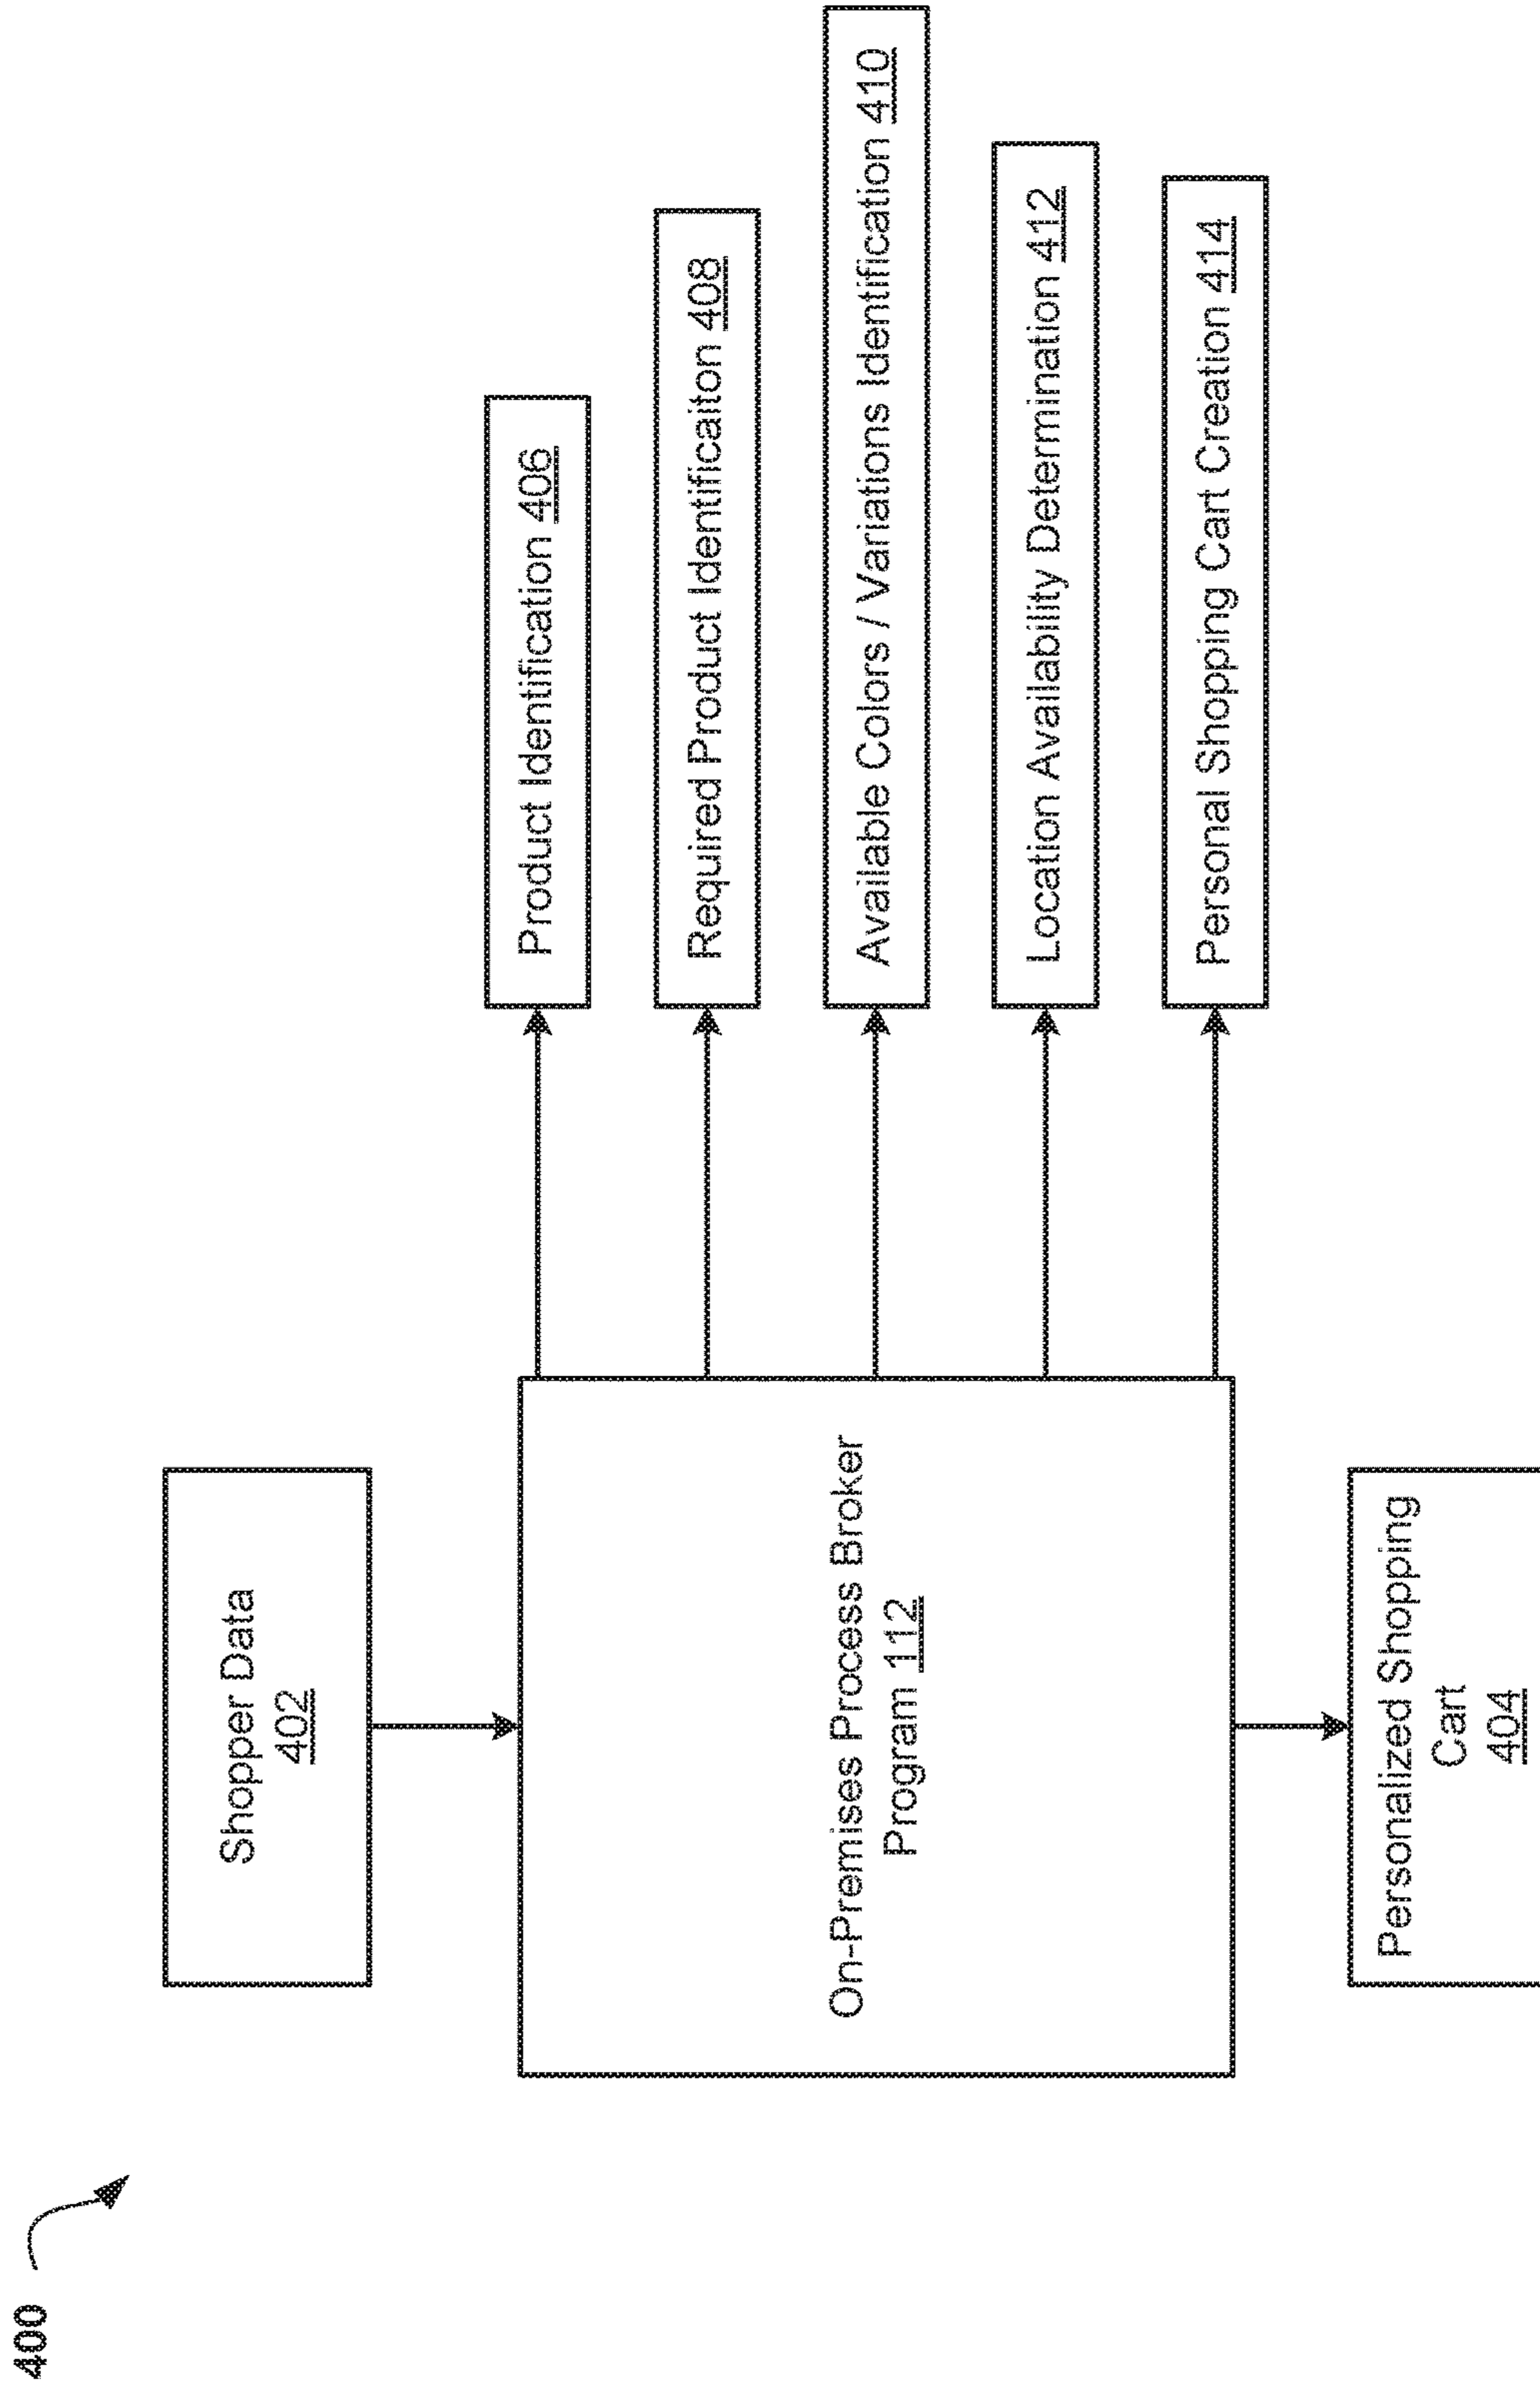 400
Shopper Data
402
On-Premises Process Broker
Program 112
Personalized Shopping
Cart
404
Product Identification 406
Required Product Identificaiton 408
Available Colors / Variations Identification 410
Location Availability Determination 412
Personal Shopping Cart Creation 414